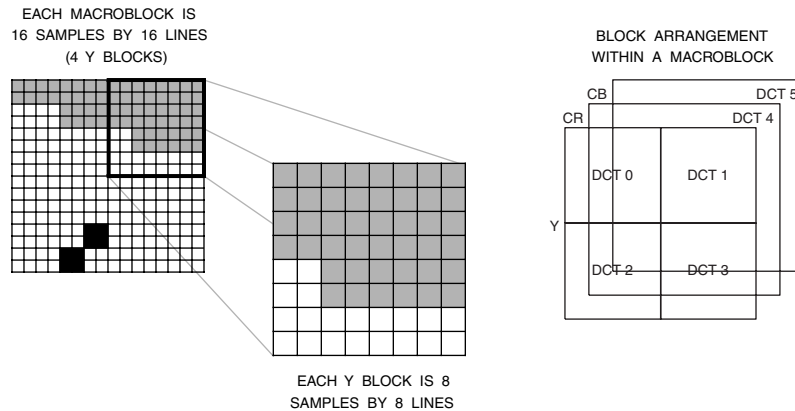 EACH MACROBLOCK IS
16 SAMPLES BY 16 LINES
(4 Y BLOCKS)
EACH Y BLOCK IS 8
SAMPLES BY 8 LINES
BLOCK ARRANGEMENT
WITHIN A MACROBLOCK
CB
DCT 5
CR
DCT 4
DCT 0
DCT 1
Y
DCT 2
DCT 3